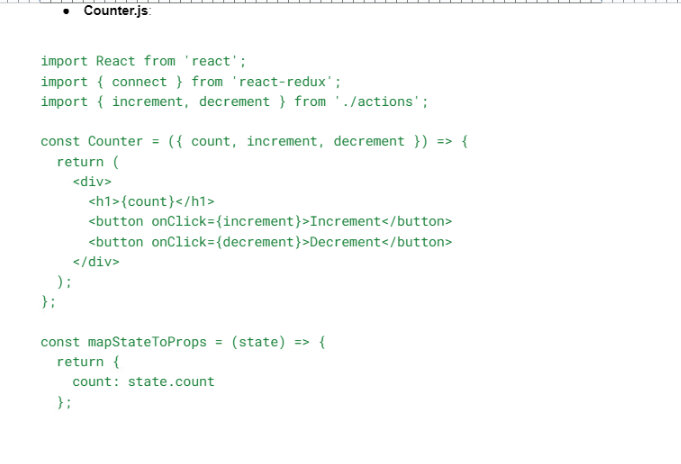 ● Counter.js:
import React from 'react';
import { connect } from 'react-redux';
import { increment, decrement } from './actions';
const Counter = ({ count, increment, decrement }) => {
  return (
    <div>
      <h1>{count}</h1>
      <button onClick={increment}>Increment</button>
      <button onClick={decrement}>Decrement</button>
    </div>
  );
};
const mapStateToProps = (state) => {
  return {
    count: state.count
  };